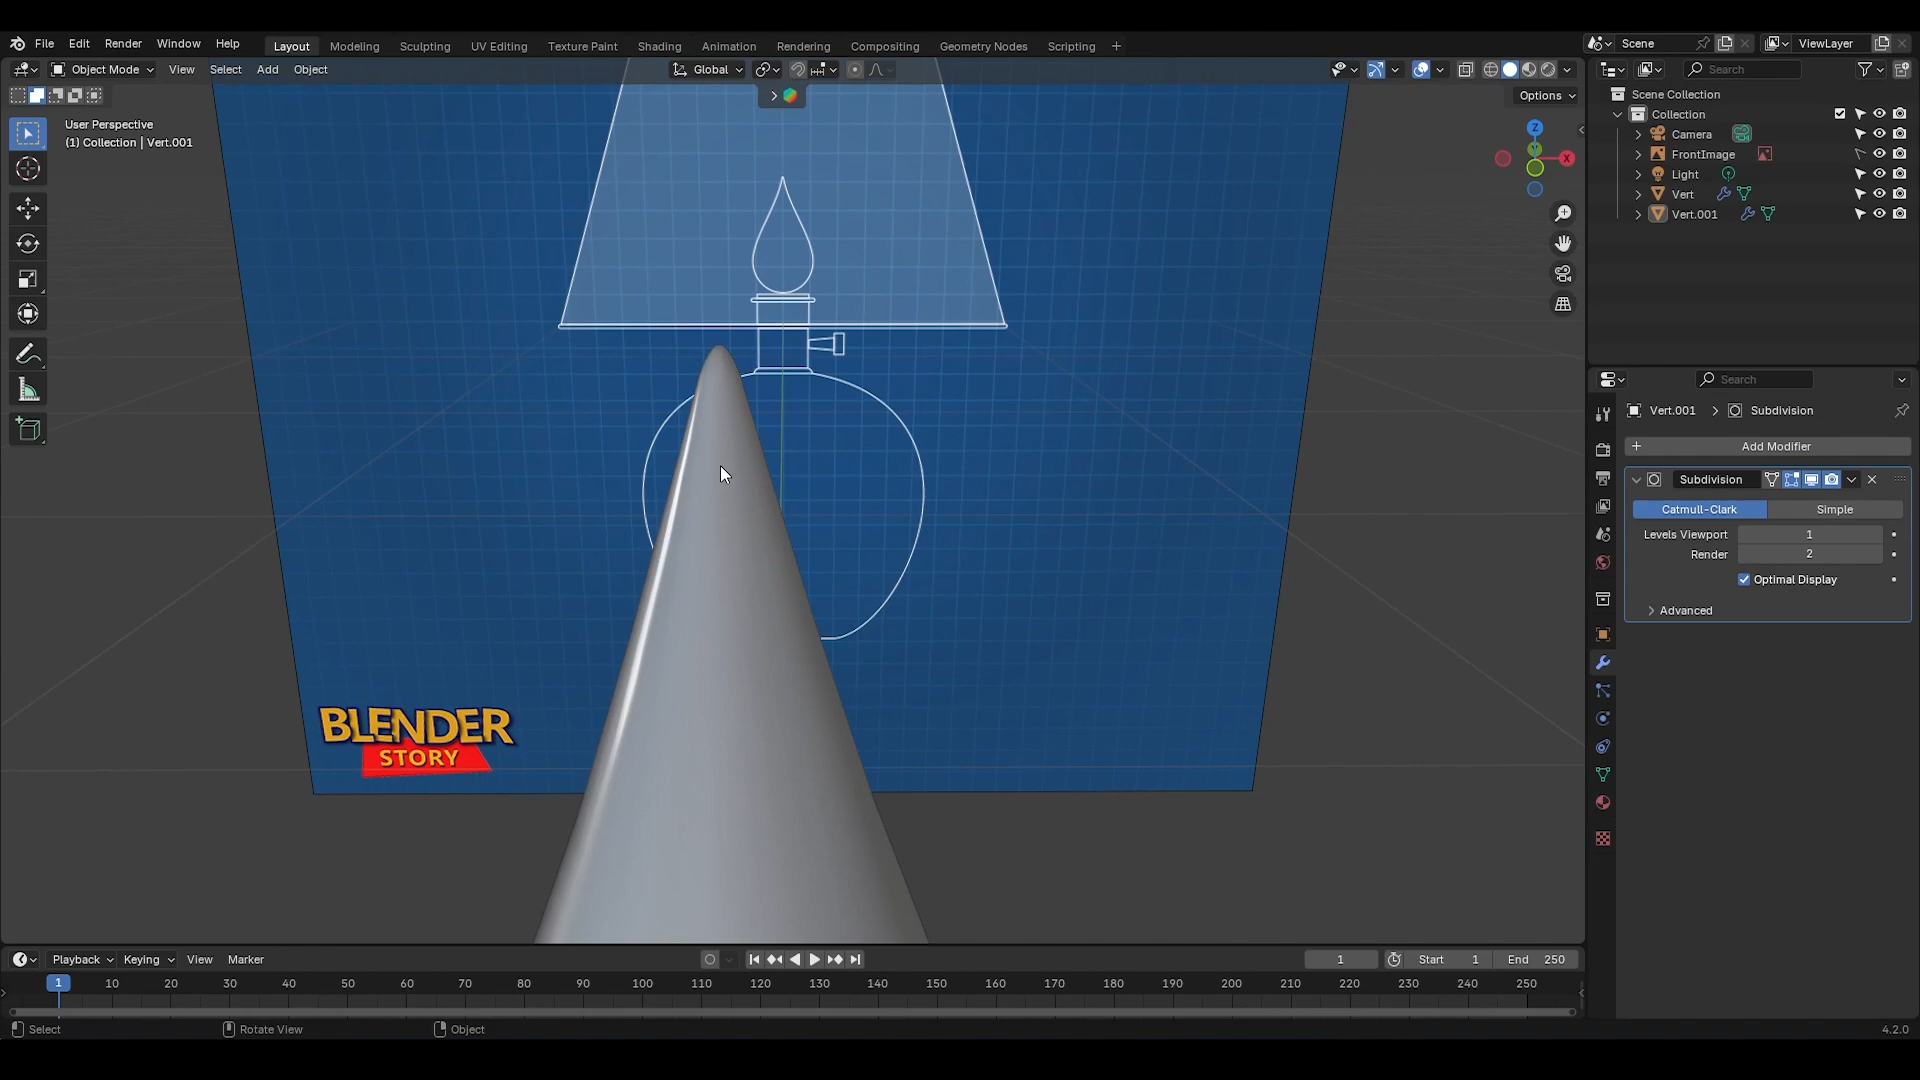 File Edit Render Window Help Layout Modeling Sculpting UV Editing Texture Paint Shading Animation Rendering Compositing Geometry Nodes Scripting Scene ViewLayer
Object Mode View Select Add Object Global Search
Options
User Perspective
(1) Collection | Vert.001
Z
X
Scene Collection
Collection
Camera
FrontImage
Light
Vert
Vert.001
Search
Vert.001 > Subdivision
Add Modifier
Subdivision
Catmull-Clark Simple
Levels Viewport 1
Render 2
Optimal Display
Advanced
BLENDER
STORY
Playback Keying View Marker 1 Start 1 End 250
1 10 20 30 40 50 60 70 80 90 100 110 120 130 140 150 160 170 180 190 200 210 220 230 240 250
Select Rotate View Object 4.2.0